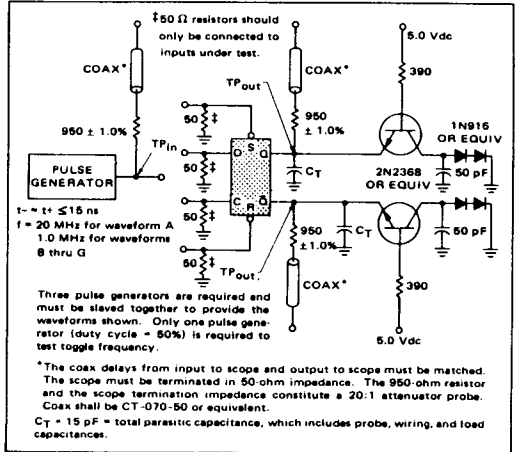 ‡50 Ω resistors should
only be connected to
inputs under test.
5.0 Vdc
COAX*
COAX*
TPout
390
950
± 1.0%
950
± 1.0%
50 ‡
TPin
S
1N916
OR EQUIV
PULSE
GENERATOR
50 ‡
D
Q
CT
2N2368
OR EQUIV
50 pF
t– ≈ t+ ≤15 ns
f = 20 MHz for waveform A
1.0 MHz for waveforms
B thru G
50 ‡
C
Q̅
R
950
±1.0%
CT
50 pF
50 ‡
TPout
COAX*
390
5.0 Vdc
Three pulse generators are required and
must be slaved together to provide the
waveforms shown. Only one pulse gene-
rator (duty cycle = 50%) is required to
test toggle frequency.
*The coax delays from input to scope and output to scope must be matched.
The scope must be terminated in 50-ohm impedance. The 950-ohm resistor
and the scope termination impedance constitute a 20:1 attenuator probe.
Coax shall be CT-070-50 or equivalent.
CT = 15 pF = total parasitic capacitance, which includes probe, wiring, and load
capacitances.